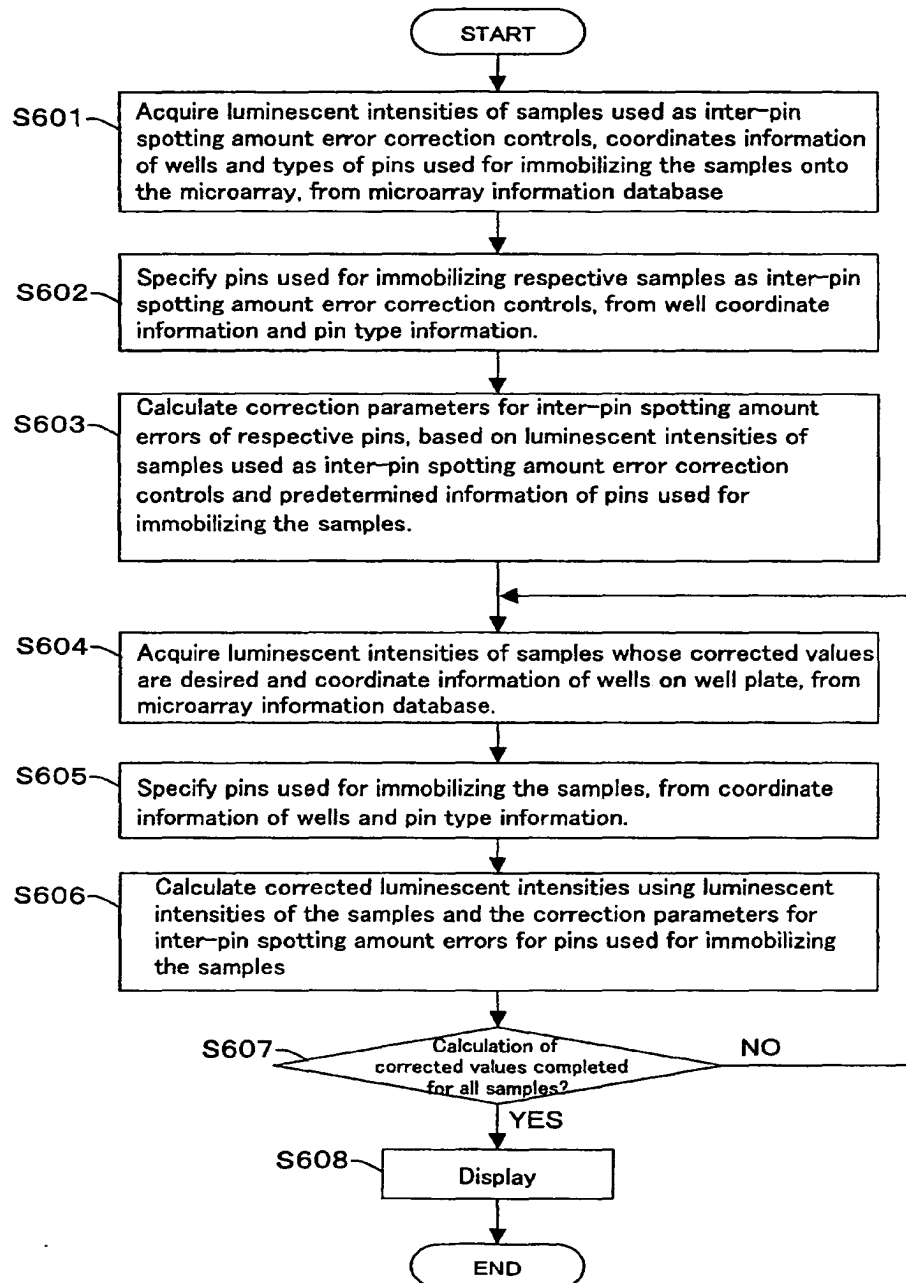 START
S601
Acquire luminescent intensities of samples used as inter-pin
spotting amount error correction controls, coordinates information
of wells and types of pins used for immobilizing the samples onto
the microarray, from microarray information database
S602
Specify pins used for immobilizing respective samples as inter-pin
spotting amount error correction controls, from well coordinate
information and pin type information.
S603
Calculate correction parameters for inter-pin spotting amount
errors of respective pins, based on luminescent intensities of
samples used as inter-pin spotting amount error correction
controls and predetermined information of pins used for
immobilizing the samples.
S604
Acquire luminescent intensities of samples whose corrected values
are desired and coordinate information of wells on well plate, from
microarray information database.
S605
Specify pins used for immobilizing the samples, from coordinate
information of wells and pin type information.
S606
Calculate corrected luminescent intensities using luminescent
intensities of the samples and the correction parameters for
inter-pin spotting amount errors for pins used for immobilizing
the samples
S607
Calculation of
corrected values completed
for all samples?
NO
YES
S608
Display
END